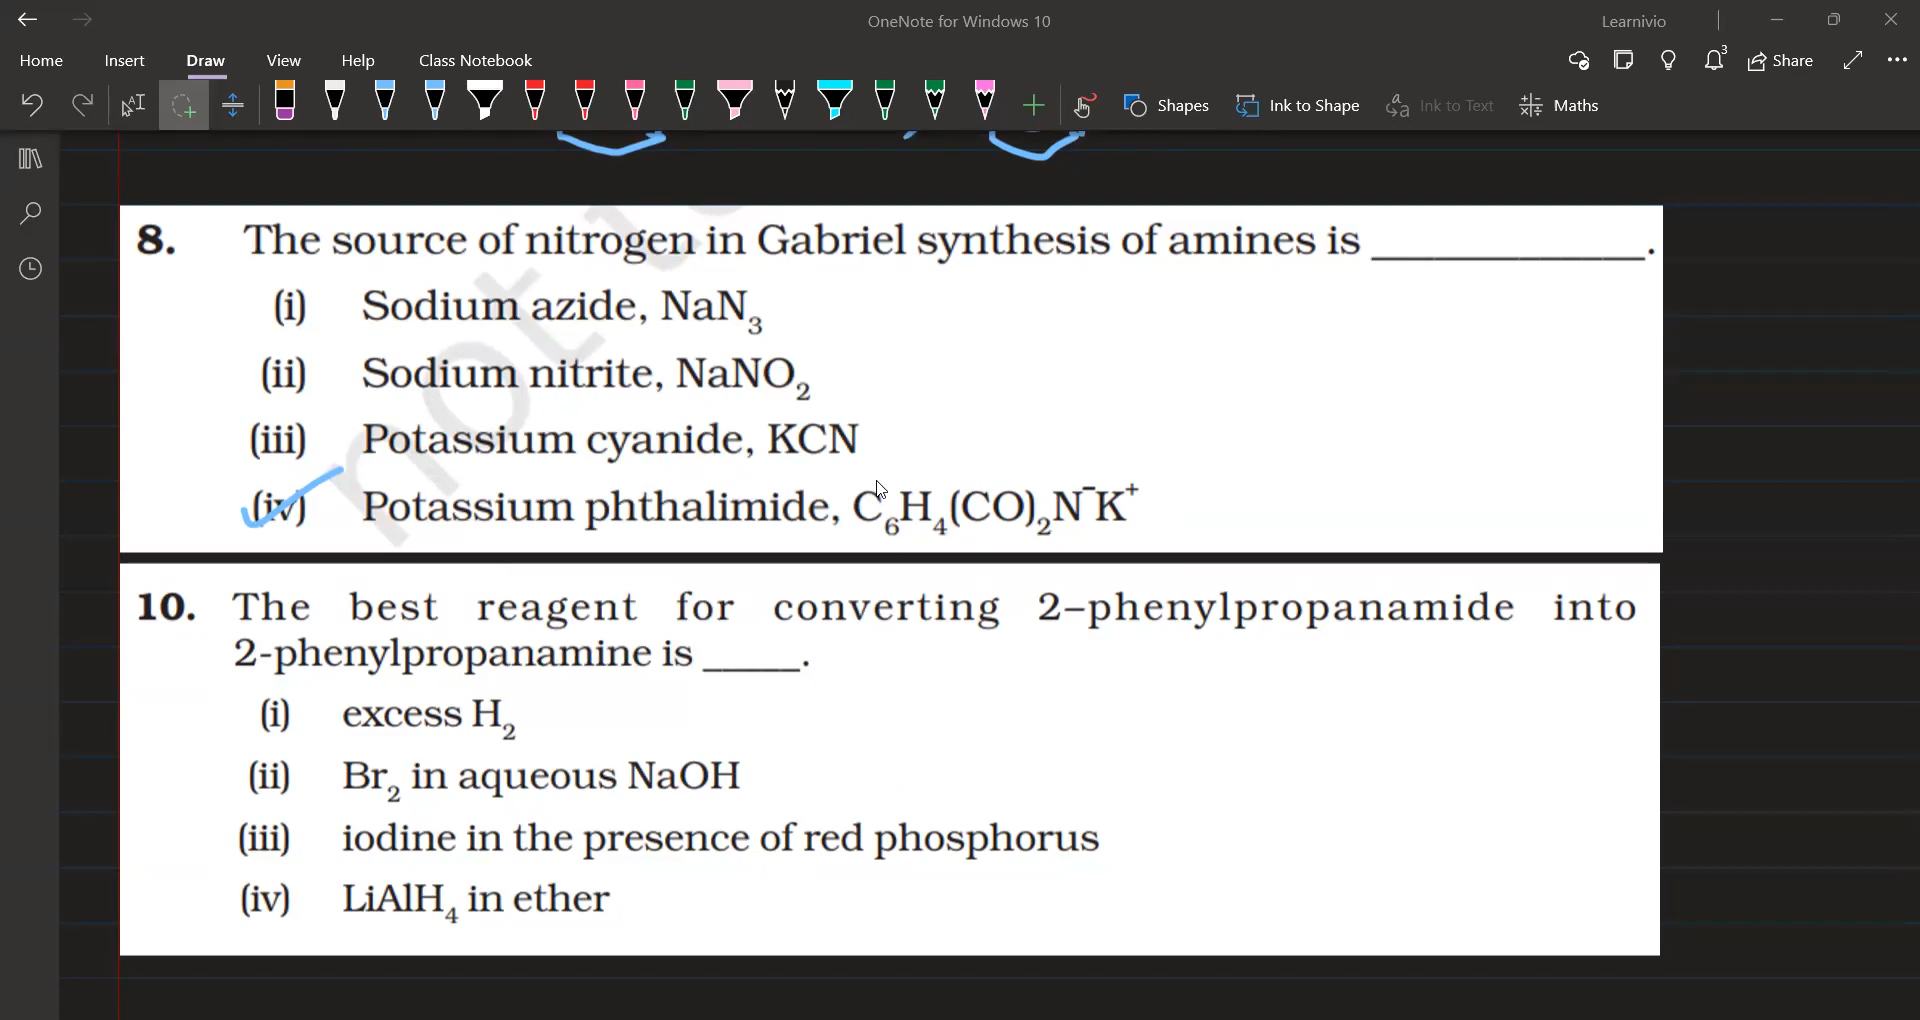 OneNote for Windows 10
Learnivio
Home Insert Draw View Help Class Notebook
3
Share
Shapes Ink to Shape Ink to Text Maths
not t
8. The source of nitrogen in Gabriel synthesis of amines is ____________.
(i) Sodium azide, NaN₃
(ii) Sodium nitrite, NaNO₂
(iii) Potassium cyanide, KCN
(iv) Potassium phthalimide, C₆H₄(CO)₂N⁻K⁺
10. The best reagent for converting 2–phenylpropanamide into
2-phenylpropanamine is _____.
(i) excess H₂
(ii) Br₂ in aqueous NaOH
(iii) iodine in the presence of red phosphorus
(iv) LiAlH₄ in ether